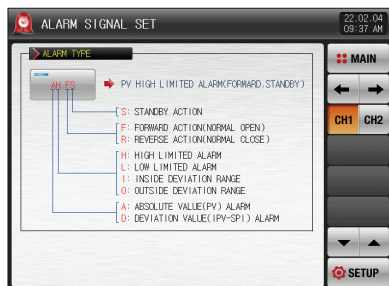 ALARM SIGNAL SET
22.02.04
09:37 AM
ALARM TYPE
AH FS
PV HIGH LIMITED ALARM(FORWARD.STANDBY)
S: STANDBY ACTION
F: FORWARD ACTION(NORMAL OPEN)
R: REVERSE ACTION(NORMAL CLOSE)
H: HIGH LIMITED ALARM
L: LOW LIMITED ALARM
I: INSIDE DEVIATION RANGE
O: OUTSIDE DEVIATION RANGE
A: ABSOLUTE VALUE(PV) ALARM
D: DEVIATION VALUE(IPV-SPI) ALARM
MAIN
CH1 CH2
SETUP